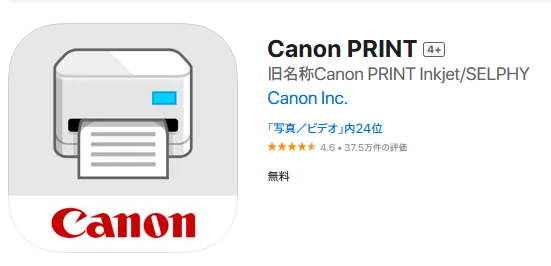 Canon PRINT 4+
旧名称Canon PRINT Inkjet/SELPHY
Canon Inc.
「写真／ビデオ」内24位
4.6 • 37.5万件の評価
無料
Canon